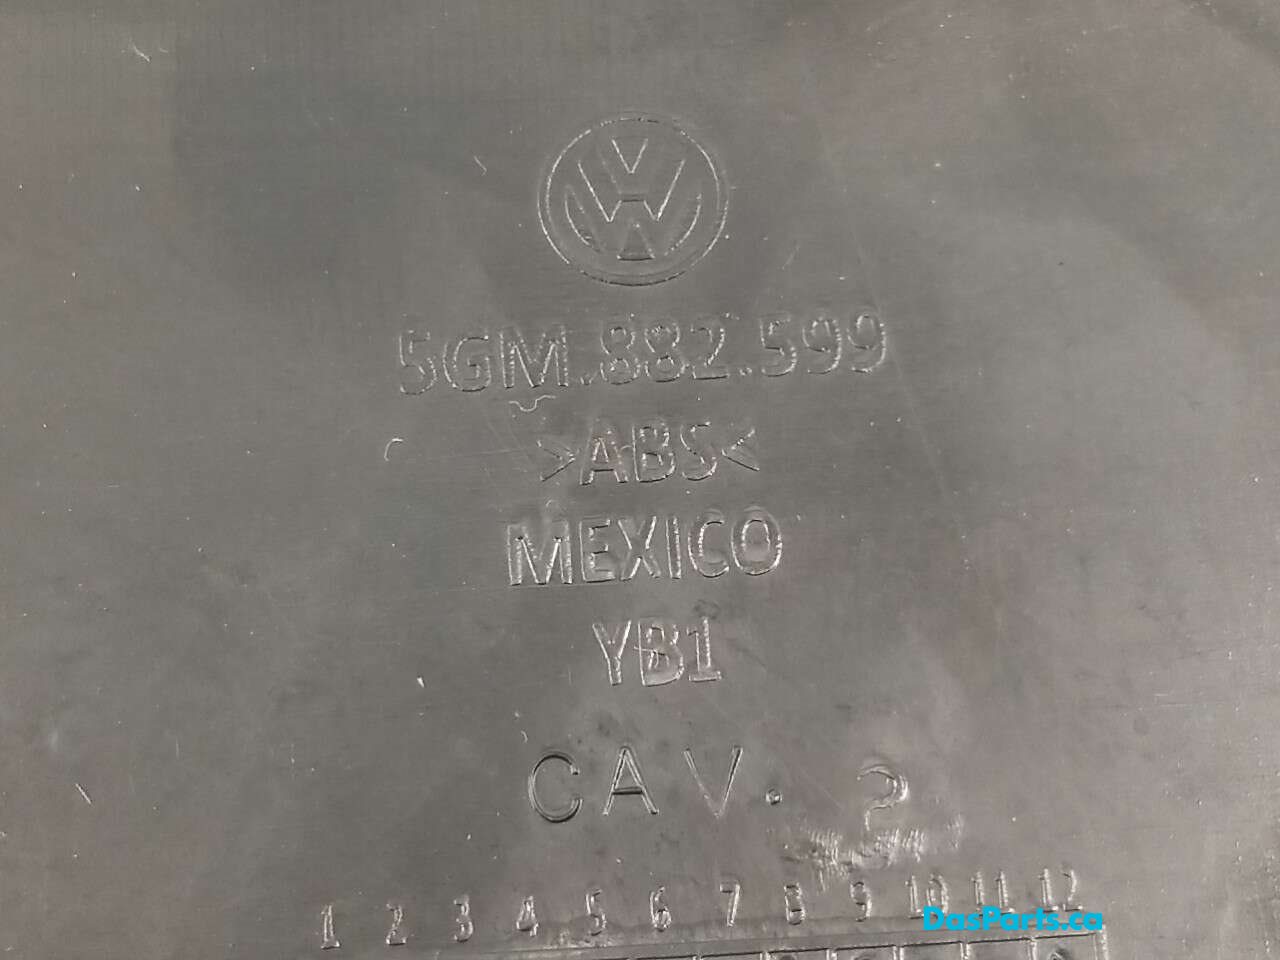 5GM.882.599
>ABS<
MEXICO
YB1
CAV. 2
1 2 3 4 5 6 7 8 9 10 11 12
DasParts.ca